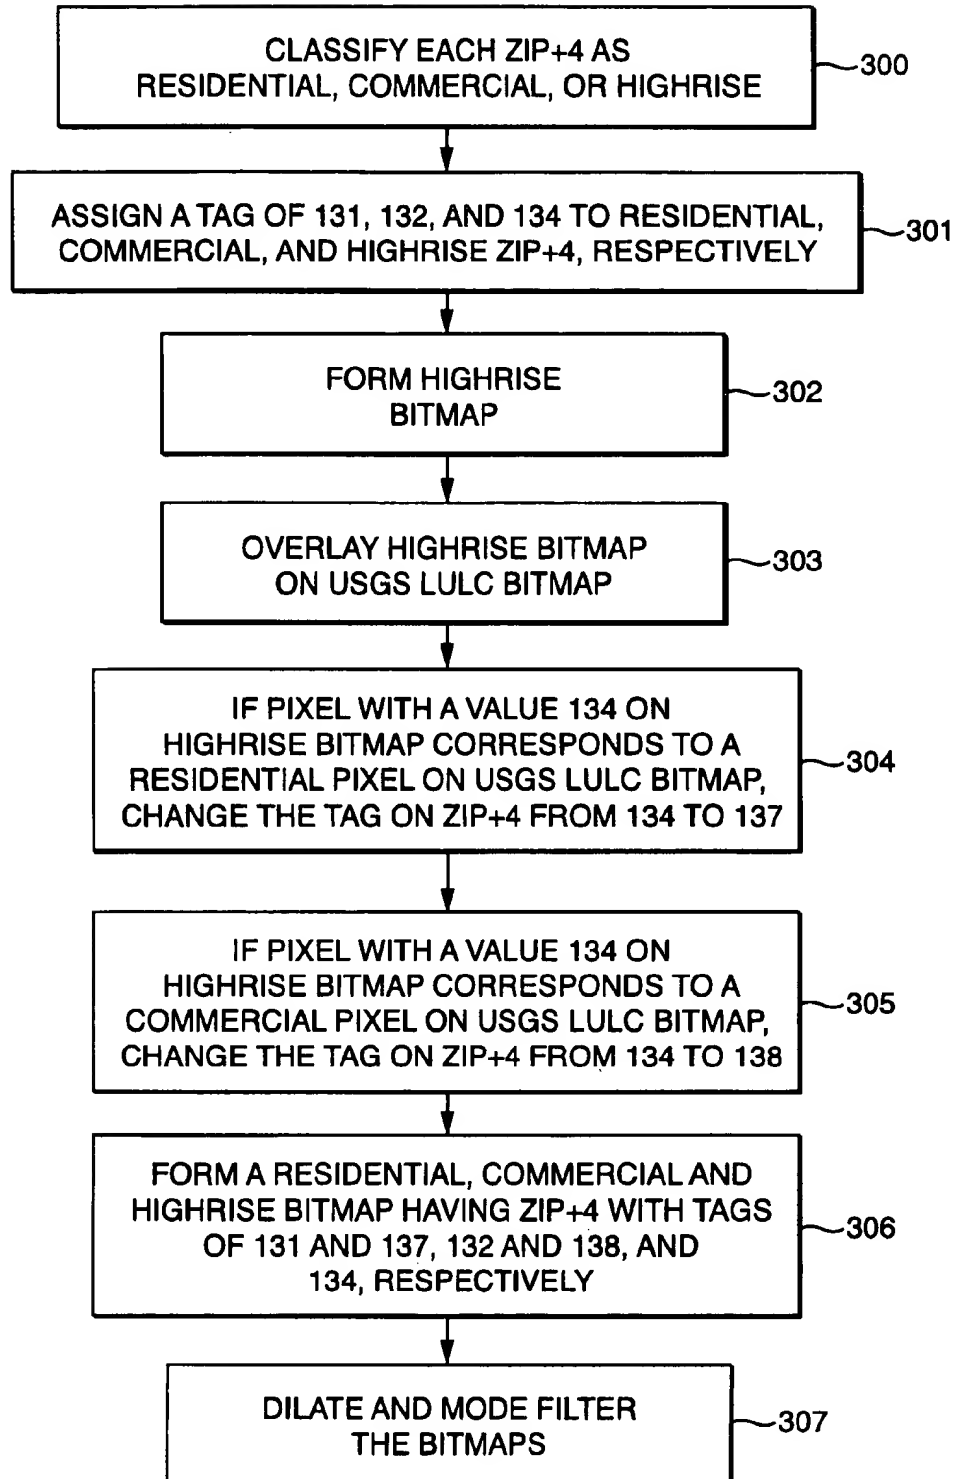 CLASSIFY EACH ZIP+4 AS
RESIDENTIAL, COMMERCIAL, OR HIGHRISE
300
ASSIGN A TAG OF 131, 132, AND 134 TO RESIDENTIAL,
COMMERCIAL, AND HIGHRISE ZIP+4, RESPECTIVELY
301
FORM HIGHRISE
BITMAP
302
OVERLAY HIGHRISE BITMAP
ON USGS LULC BITMAP
303
IF PIXEL WITH A VALUE 134 ON
HIGHRISE BITMAP CORRESPONDS TO A
RESIDENTIAL PIXEL ON USGS LULC BITMAP,
CHANGE THE TAG ON ZIP+4 FROM 134 TO 137
304
IF PIXEL WITH A VALUE 134 ON
HIGHRISE BITMAP CORRESPONDS TO A
COMMERCIAL PIXEL ON USGS LULC BITMAP,
CHANGE THE TAG ON ZIP+4 FROM 134 TO 138
305
FORM A RESIDENTIAL, COMMERCIAL AND
HIGHRISE BITMAP HAVING ZIP+4 WITH TAGS
OF 131 AND 137, 132 AND 138, AND
134, RESPECTIVELY
306
DILATE AND MODE FILTER
THE BITMAPS
307